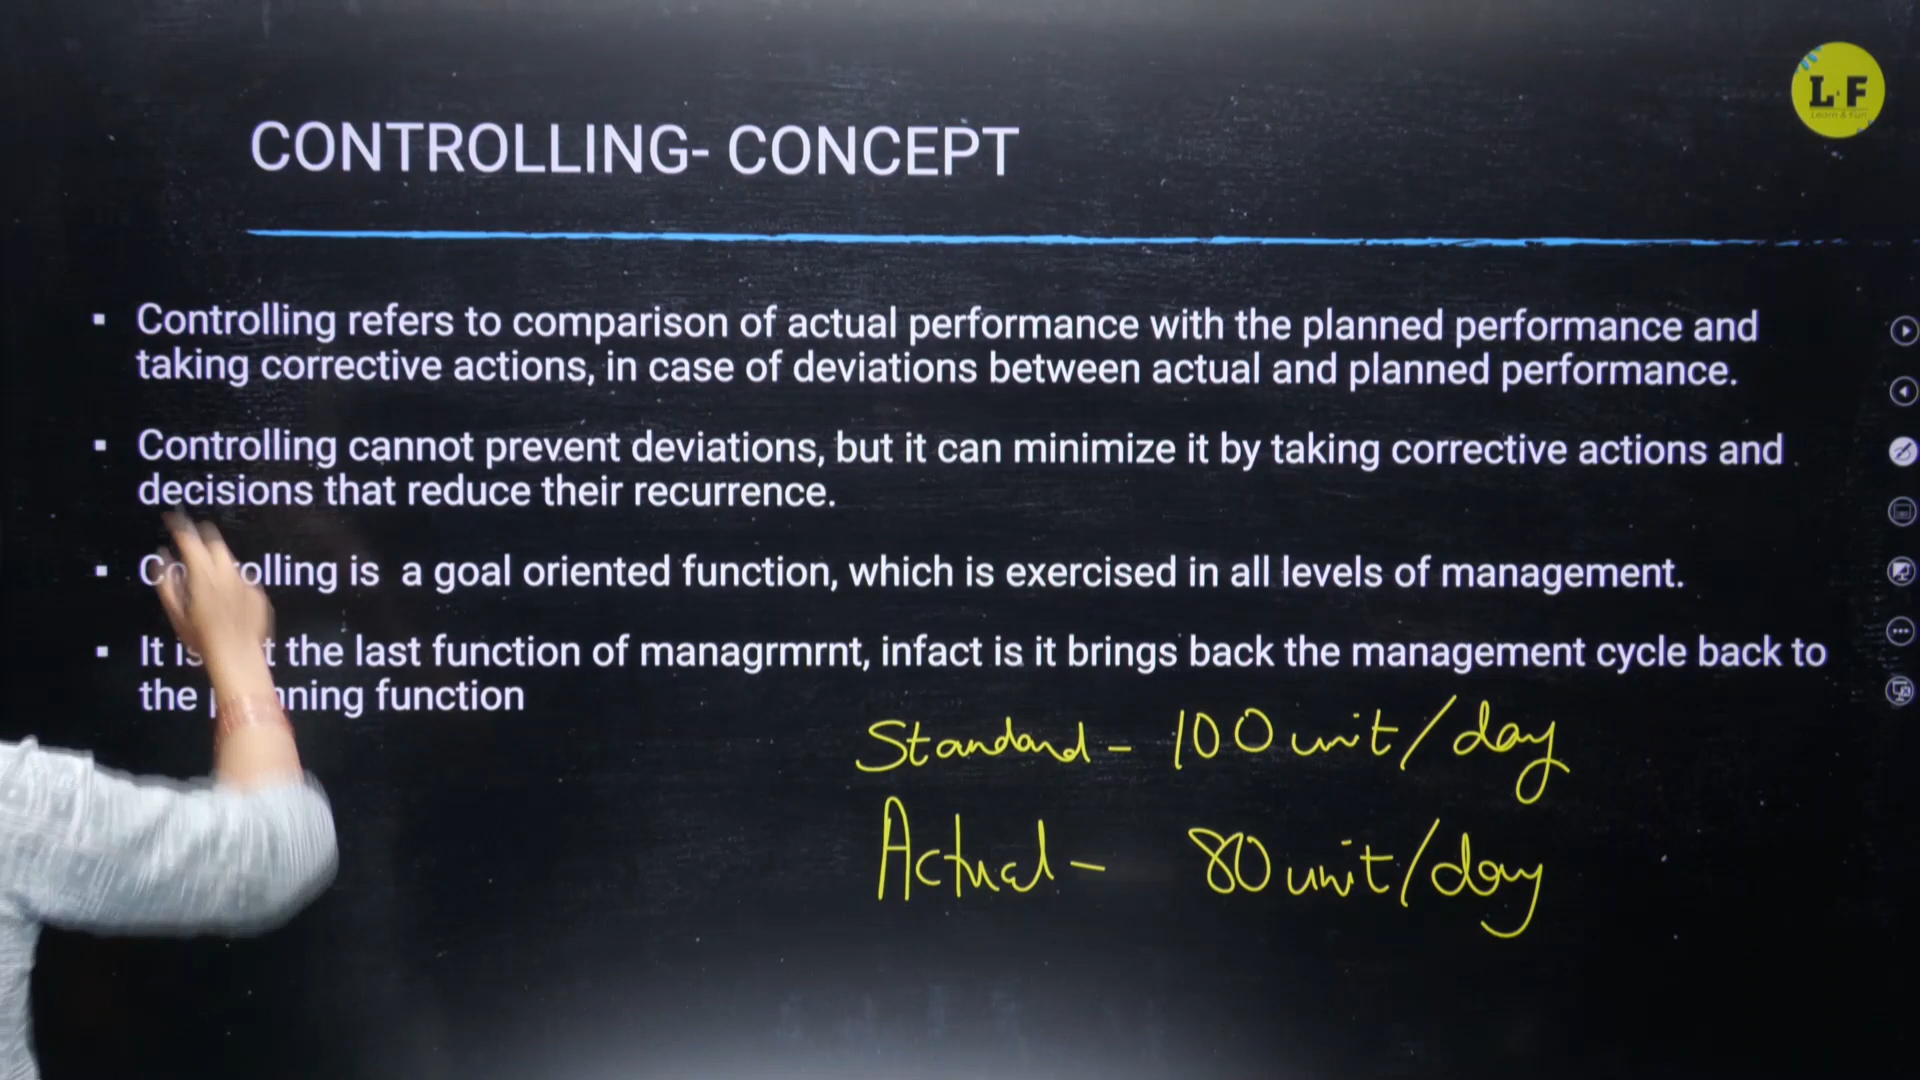 L·F
Learn & Fun
CONTROLLING- CONCEPT
▪ Controlling refers to comparison of actual performance with the planned performance and
taking corrective actions, in case of deviations between actual and planned performance.
▪ Controlling cannot prevent deviations, but it can minimize it by taking corrective actions and
decisions that reduce their recurrence.
▪ is a goal oriented function, which is exercised in all levels of management.
▪ It the last function of managrmrnt, infact is it brings back the management cycle back to
the function
Standard - 100 unit/day
Actual - 80 unit/day